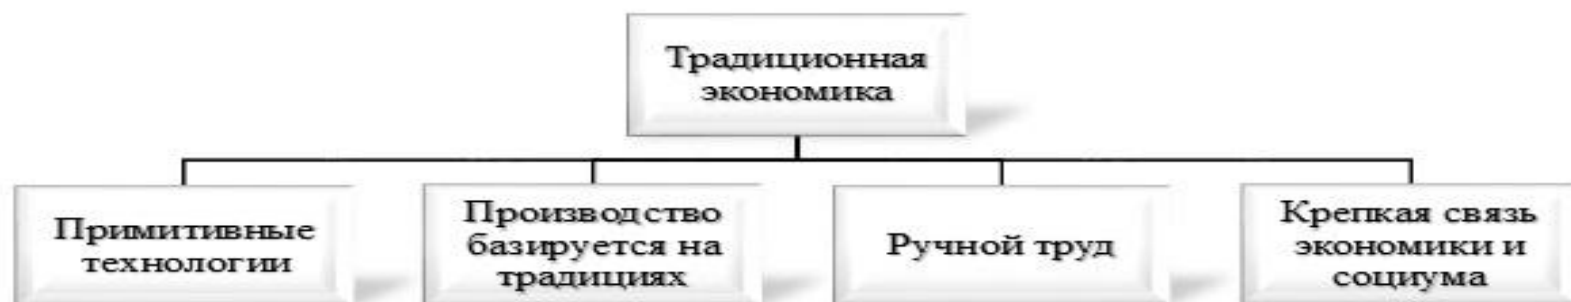 Традиционная
экономика
Примитивные
технологии
Производство
базируется на
традициях
Ручной труд
Крепкая связь
экономики и
социума